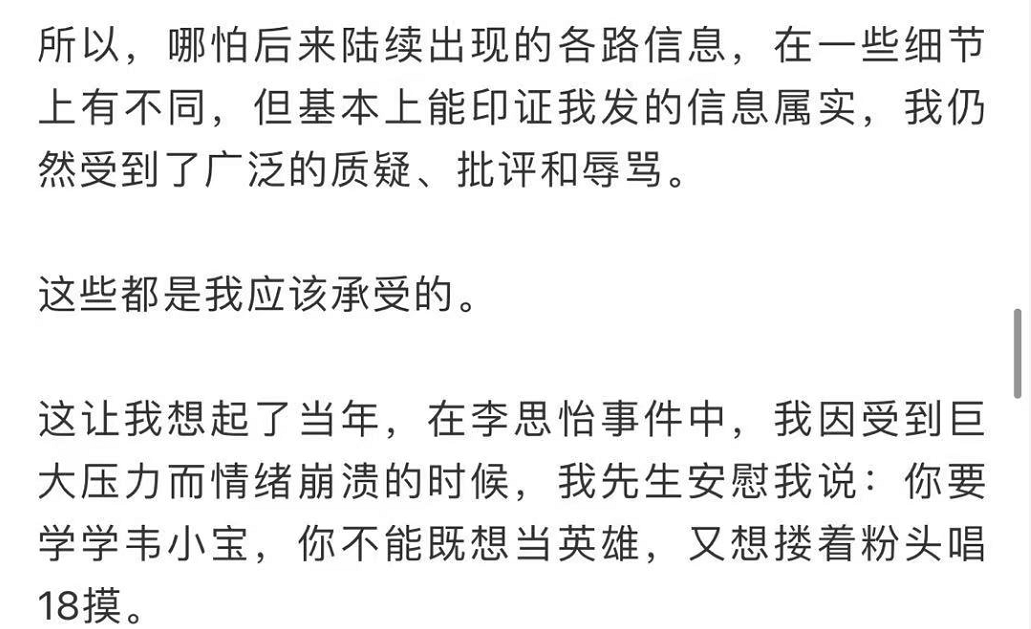 所以，哪怕后来陆续出现的各路信息，在一些细节
上有不同，但基本上能印证我发的信息属实，我仍
然受到了广泛的质疑、批评和辱骂。
这些都是我应该承受的。
这让我想起了当年，在李思怡事件中，我因受到巨
大压力而情绪崩溃的时候，我先生安慰我说：你要
学学韦小宝，你不能既想当英雄，又想搂着粉头唱
18摸。